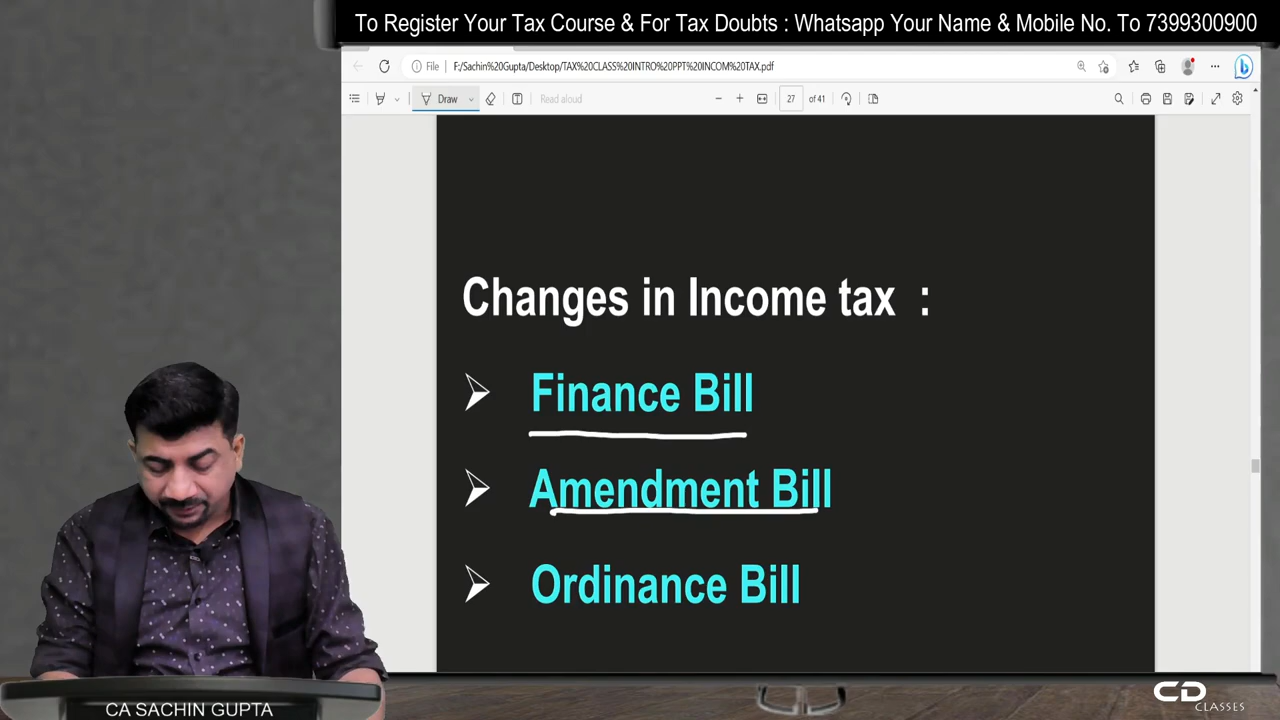 To Register Your Tax Course & For Tax Doubts : Whatsapp Your Name & Mobile No. To 7399300900
File F:/Sachin%20Gupta/Desktop/TAX%20CLASS%20INTRO%20PPT%20INCOM%20TAX.pdf
Draw Read aloud 27 of 41
Changes in Income tax :
Finance Bill
Amendment Bill
Ordinance Bill
CA SACHIN GUPTA
CD CLASSES